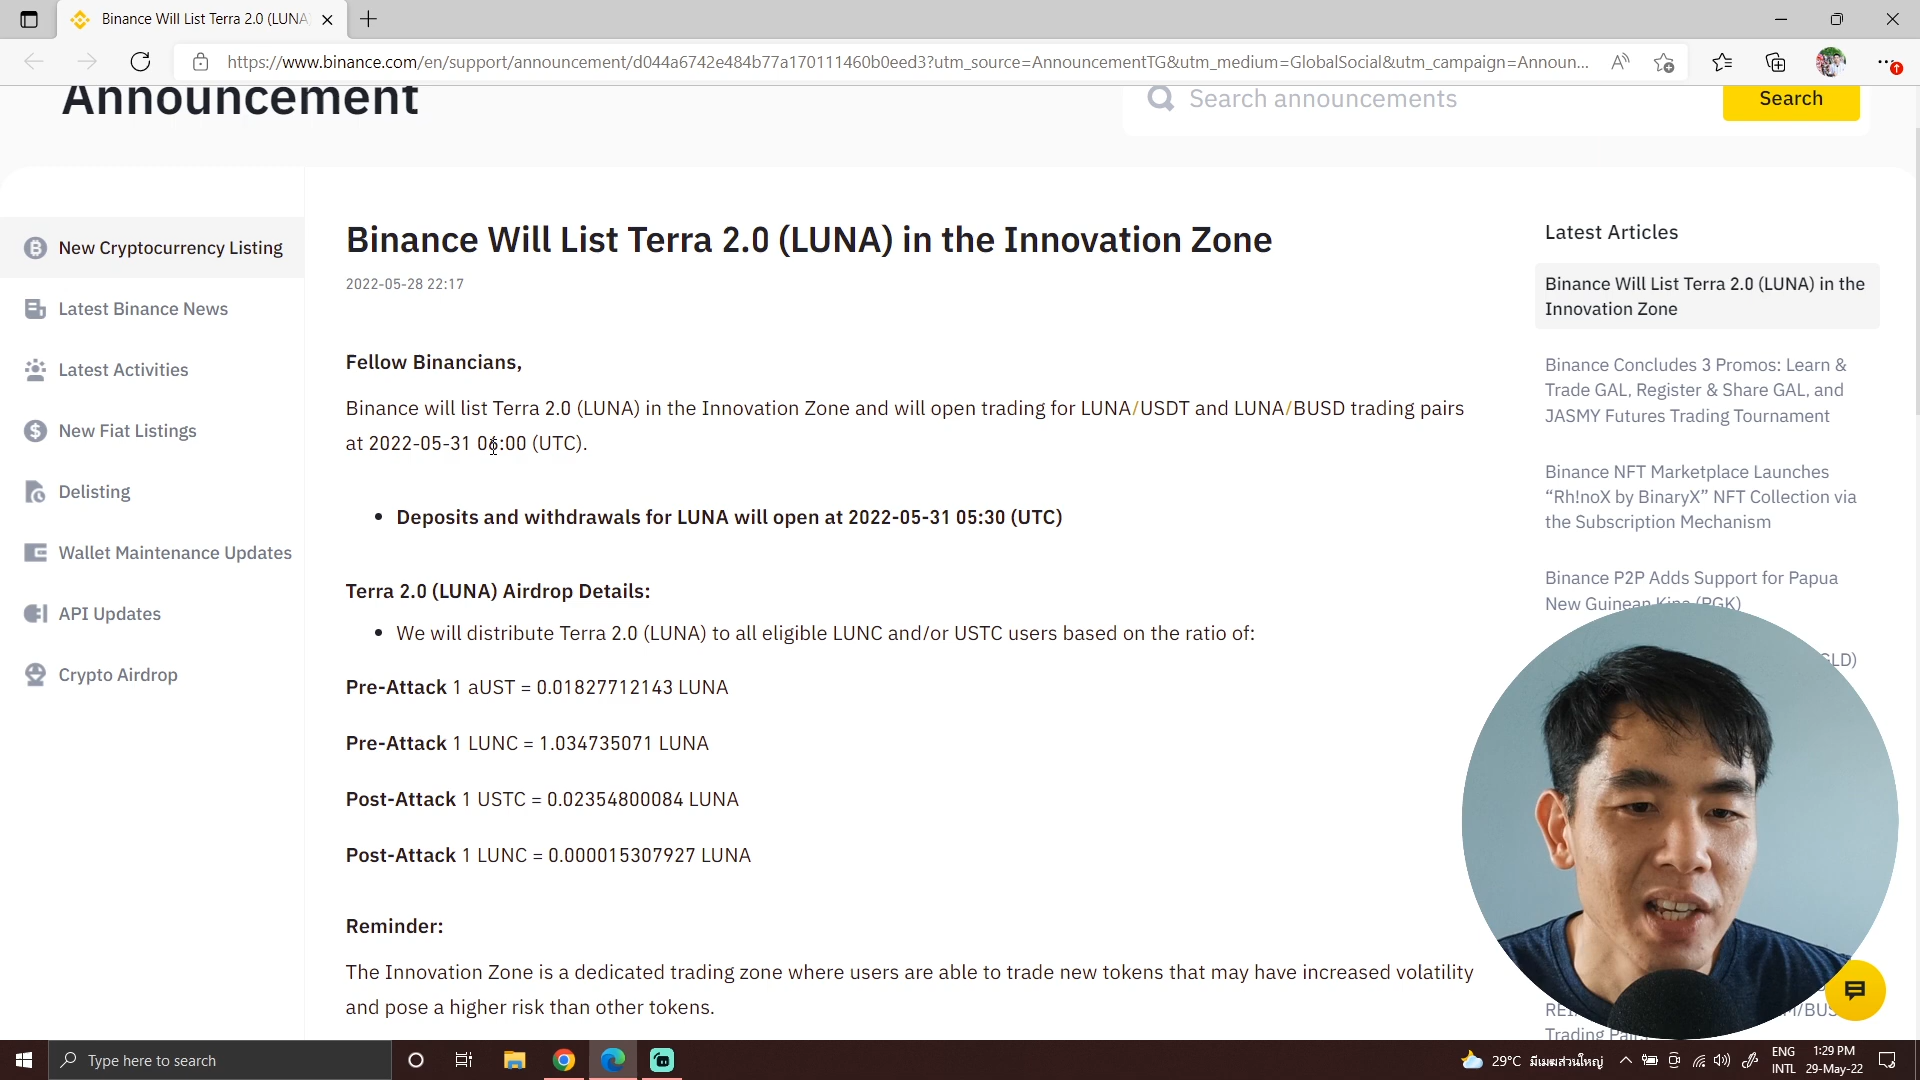 Binance Will List Terra 2.0 (LUNA
https://www.binance.com/en/support/announcement/d044a6742e484b77a170111460b0eed3?utm_source=AnnouncementTG&utm_medium=GlobalSocial&utm_campaign=Announ...
Announcement
Search announcements
Search
New Cryptocurrency Listing
Latest Binance News
Latest Activities
New Fiat Listings
Delisting
Wallet Maintenance Updates
API Updates
Crypto Airdrop
Binance Will List Terra 2.0 (LUNA) in the Innovation Zone
2022-05-28 22:17
Fellow Binancians,
Binance will list Terra 2.0 (LUNA) in the Innovation Zone and will open trading for LUNA/USDT and LUNA/BUSD trading pairs
at 2022-05-31 06:00 (UTC).
• Deposits and withdrawals for LUNA will open at 2022-05-31 05:30 (UTC)
Terra 2.0 (LUNA) Airdrop Details:
• We will distribute Terra 2.0 (LUNA) to all eligible LUNC and/or USTC users based on the ratio of:
Pre-Attack 1 aUST = 0.01827712143 LUNA
Pre-Attack 1 LUNC = 1.034735071 LUNA
Post-Attack 1 USTC = 0.02354800084 LUNA
Post-Attack 1 LUNC = 0.000015307927 LUNA
Reminder:
The Innovation Zone is a dedicated trading zone where users are able to trade new tokens that may have increased volatility
and pose a higher risk than other tokens.
Latest Articles
Binance Will List Terra 2.0 (LUNA) in the
Innovation Zone
Binance Concludes 3 Promos: Learn &
Trade GAL, Register & Share GAL, and
JASMY Futures Trading Tournament
Binance NFT Marketplace Launches
“Rh!noX by BinaryX” NFT Collection via
the Subscription Mechanism
Binance P2P Adds Support for Papua
New Guinean Kina (PGK)
Trading
Type here to search
29°C มีเมฆส่วนใหญ่
ENG
INTL
1:29 PM
29-May-22